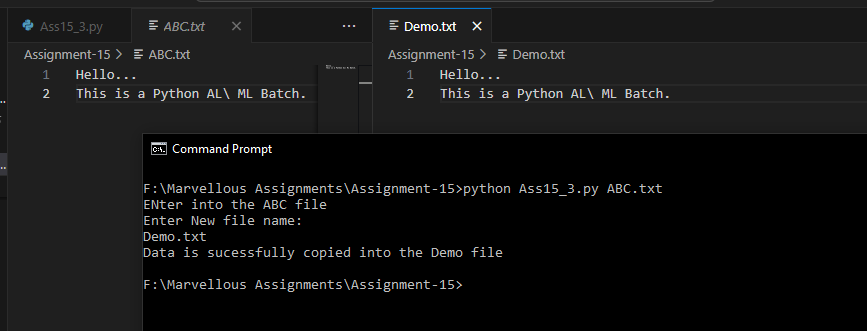 Ass15_3.py
ABC.txt
Demo.txt
Assignment-15 > ABC.txt
Assignment-15 > Demo.txt
1 Hello...
2 This is a Python AL\ ML Batch.
1 Hello...
2 This is a Python AL\ ML Batch.
Command Prompt
F:\Marvellous Assignments\Assignment-15>python Ass15_3.py ABC.txt
ENter into the ABC file
Enter New file name:
Demo.txt
Data is sucessfully copied into the Demo file
F:\Marvellous Assignments\Assignment-15>